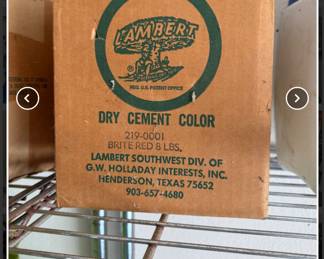 LAMBERT
®
REG. U.S. PATENT OFFICE
DRY CEMENT COLOR
219-0001
BRITE RED 8 LBS.
LAMBERT SOUTHWEST DIV. OF
G.W. HOLLADAY INTERESTS, INC.
HENDERSON, TEXAS 75652
903-657-4680